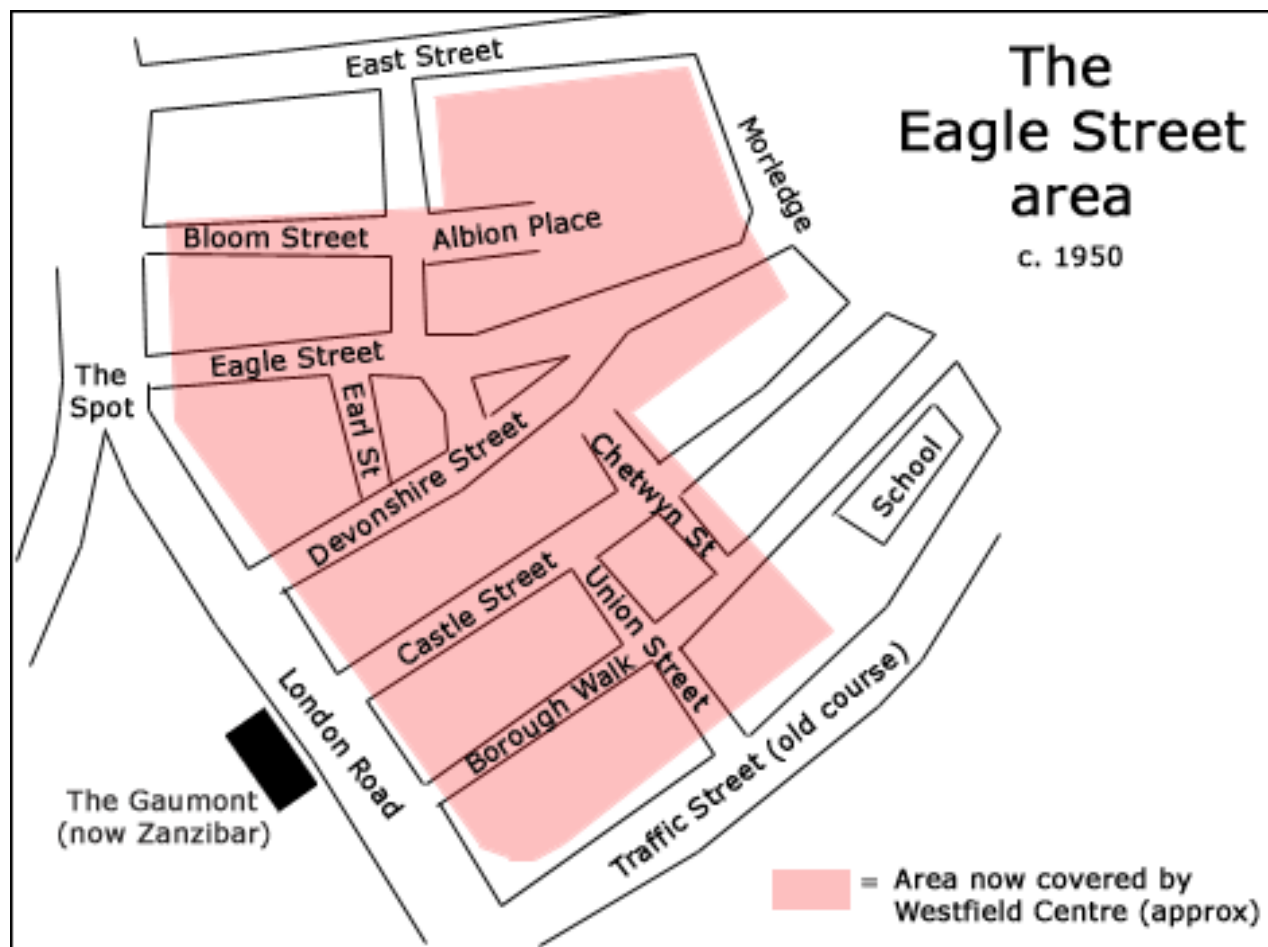 The
Eagle Street
area
c. 1950
East Street
Morledge
Bloom Street
Albion Place
Eagle Street
The
Spot
Earl St
Devonshire Street
Chetwyn St
School
Castle Street
Union Street
Borough Walk
London Road
Traffic Street (old course)
The Gaumont
(now Zanzibar)
= Area now covered by
Westfield Centre (approx)